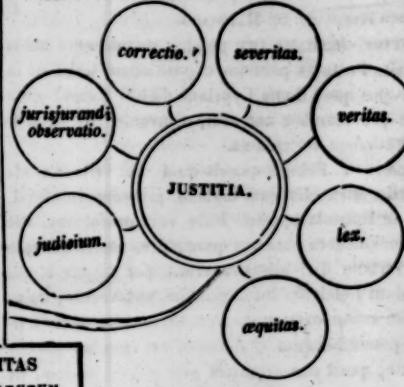 correctio.
severitas.
jurisjurandi
observatio.
veritas.
JUSTITIA.
judicium.
lex.
æquitas.
ITAS